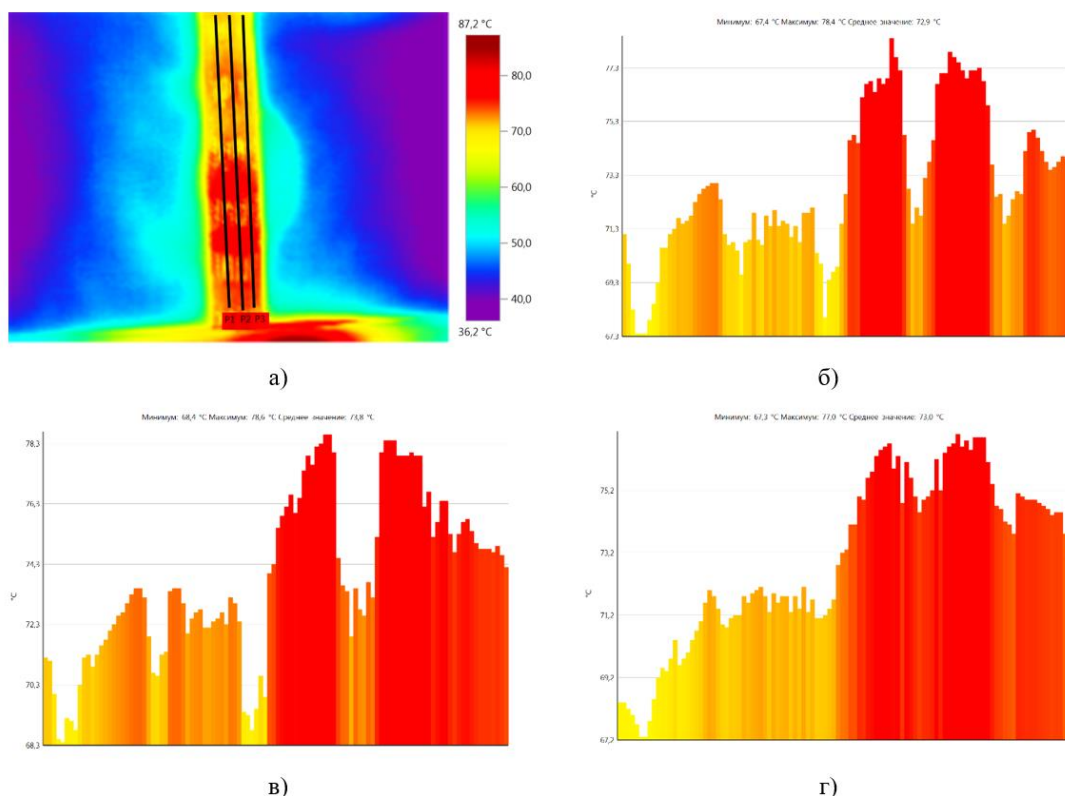 87,2 °C
80,0
70,0
60,0
50,0
40,0
36,2 °C
P1 P2 P3
а)
Минимум: 67,4 °C Максимум: 78,4 °C Среднее значение: 72,9 °C
77,3
75,3
73,3
71,3
69,3
67,3
°C
б)
Минимум: 68,4 °C Максимум: 78,6 °C Среднее значение: 73,8 °C
78,3
76,3
74,3
72,3
70,3
68,3
°C
в)
Минимум: 67,3 °C Максимум: 77,0 °C Среднее значение: 73,0 °C
75,2
73,2
71,2
69,2
67,2
°C
г)